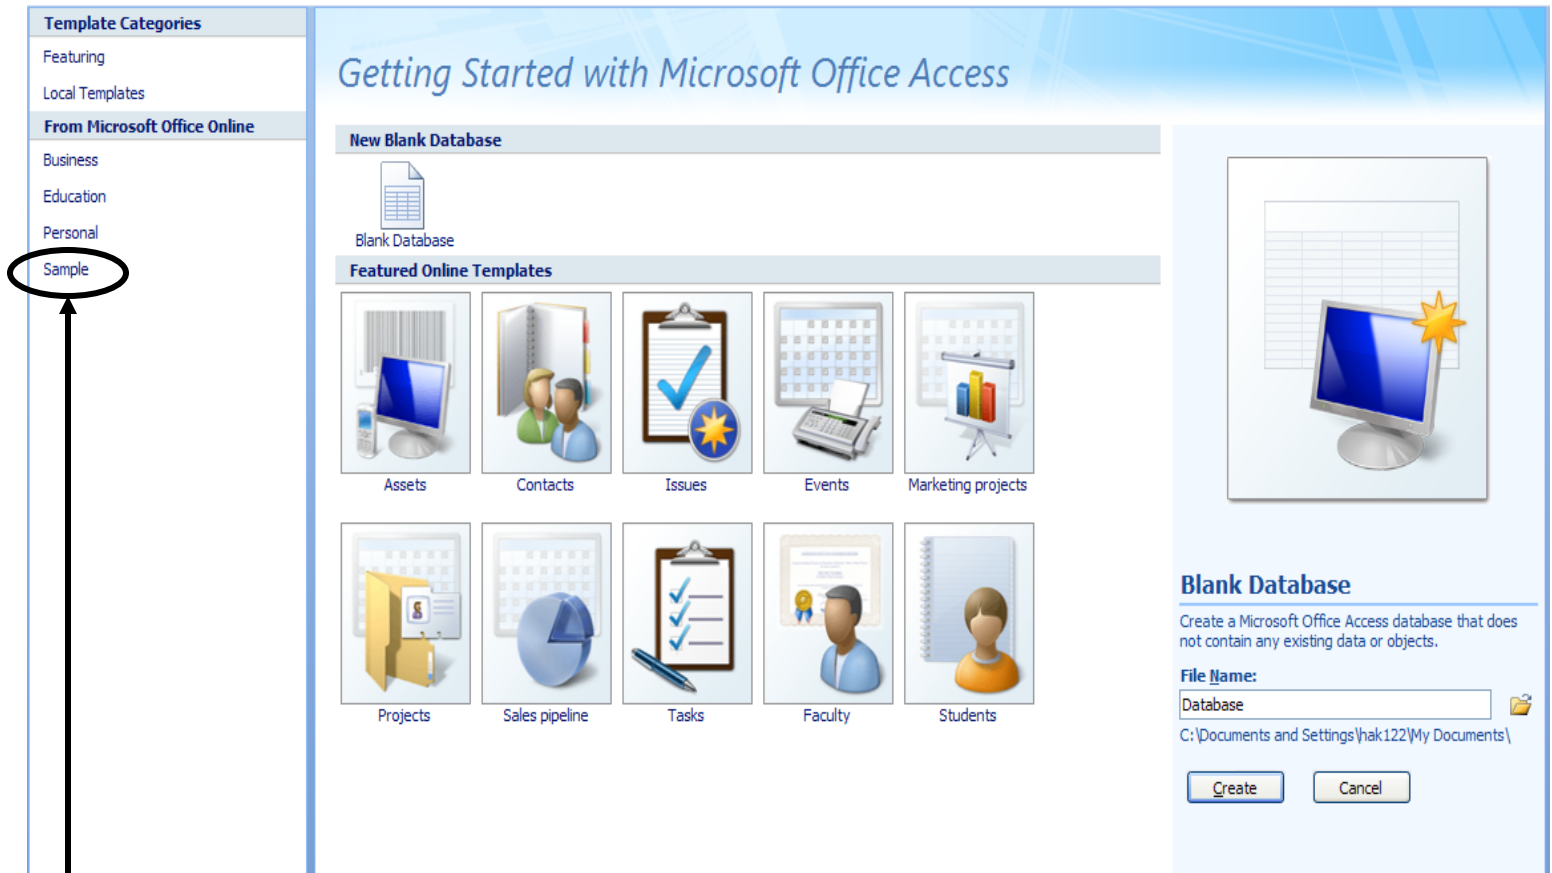 Template Categories
Featuring
Local Templates
From Microsoft Office Online
Business
Education
Personal
Sample
Getting Started with Microsoft Office Access
New Blank Database
Blank Database
Featured Online Templates
Assets
Contacts
Issues
Events
Marketing projects
Projects
Sales pipeline
Tasks
Faculty
Students
Blank Database
Create a Microsoft Office Access database that does
not contain any existing data or objects.
File Name:
Database
C:\Documents and Settings\hak122\My Documents\
Create
Cancel